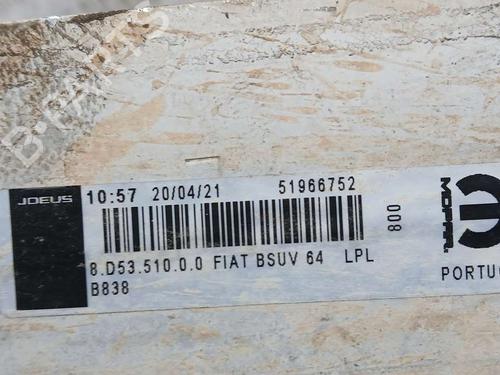 B-PARTS
JDEUS
10:57 20/04/21 51966752
8.D53.510.0.0 FIAT BSUV 64 LPL
B838
800
MOPAR.